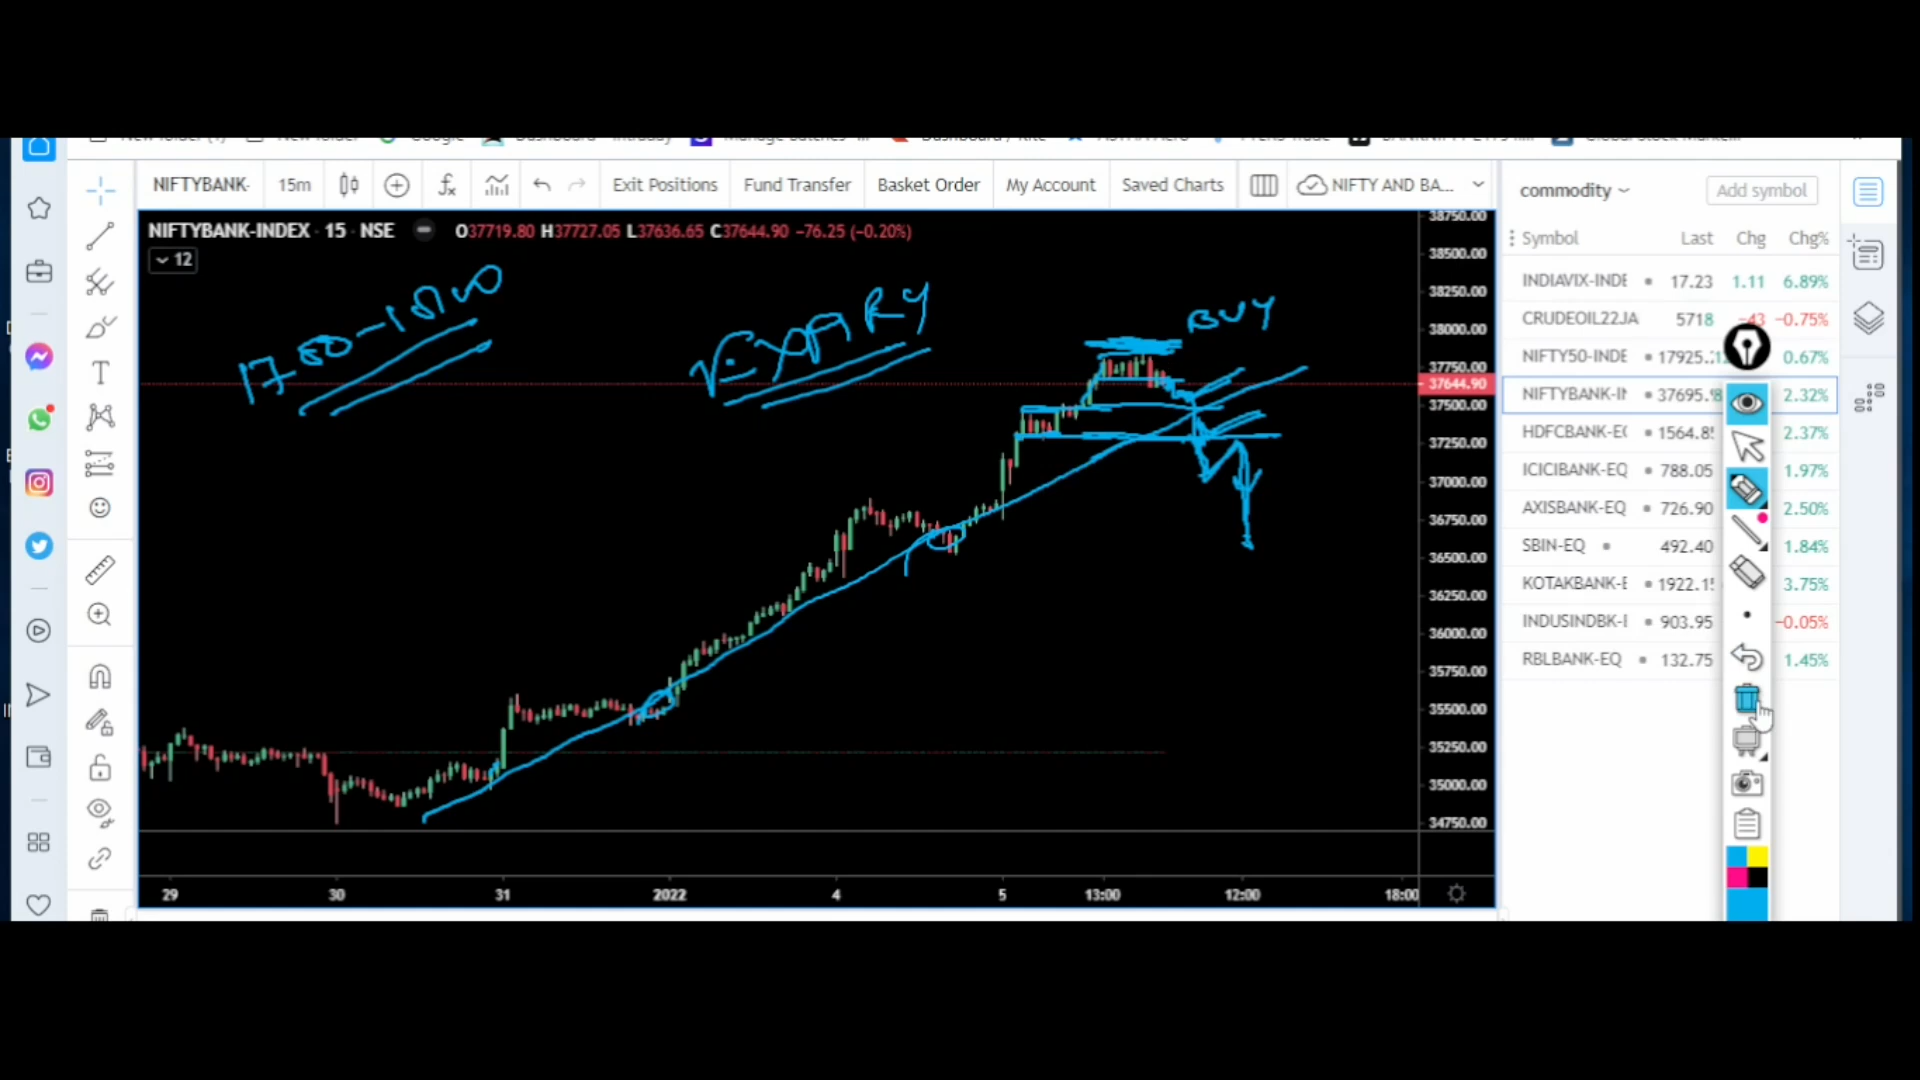 NIFTYBANK- 15m Exit Positions Fund Transfer Basket Order My Account Saved Charts NIFTY AND BA...
commodity Add symbol
NIFTYBANK-INDEX · 15 · NSE O37719.80 H37727.05 L37636.65 C37644.90 −76.25 (−0.20%)
12
EXPIRY
BUY
38750.00
38500.00
38250.00
38000.00
37750.00
37644.90
37500.00
37250.00
37000.00
36750.00
36500.00
36250.00
36000.00
35750.00
35500.00
35250.00
35000.00
34750.00
29 30 31 2022 4 5 13:00 12:00 18:00
Symbol Last Chg Chg%
INDIAVIX-INDE 17.23 1.11 6.89%
CRUDEOIL22JA 5718 −43 −0.75%
NIFTY50-INDE 17925. 0.67%
NIFTYBANK-IN 37695. 2.32%
HDFCBANK-EQ 1564.8 2.37%
ICICIBANK-EQ 788.05 1.97%
AXISBANK-EQ 726.90 2.50%
SBIN-EQ 492.40 1.84%
KOTAKBANK-E 1922.1 3.75%
INDUSINDBK-E 903.95 −0.05%
RBLBANK-EQ 132.75 1.45%